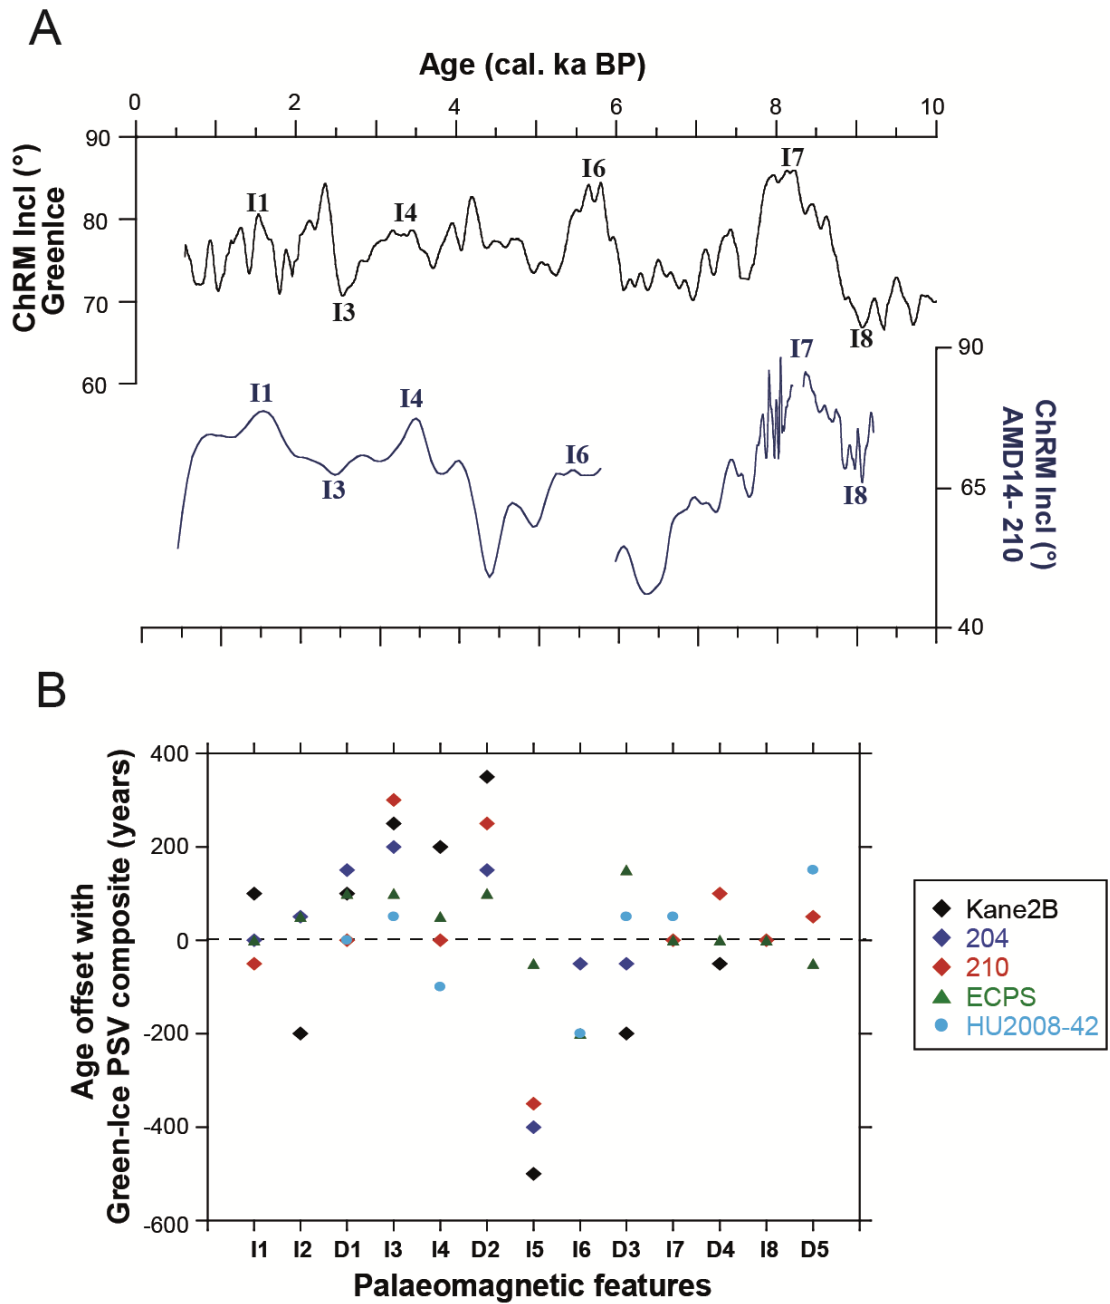 A
Age (cal. ka BP)
0 2 4 6 8 10
ChRM Incl (°)
GreenIce
90
80
70
60
I1
I3
I4
I6
I7
I8
I1
I3
I4
I6
I7
I8
90
65
40
ChRM Incl (°)
AMD14- 210
B
Age offset with
Green-Ice PSV composite (years)
400
200
0
-200
-400
-600
I1 I2 D1 I3 I4 D2 I5 I6 D3 I7 D4 I8 D5
Palaeomagnetic features
Kane2B
204
210
ECPS
HU2008-42